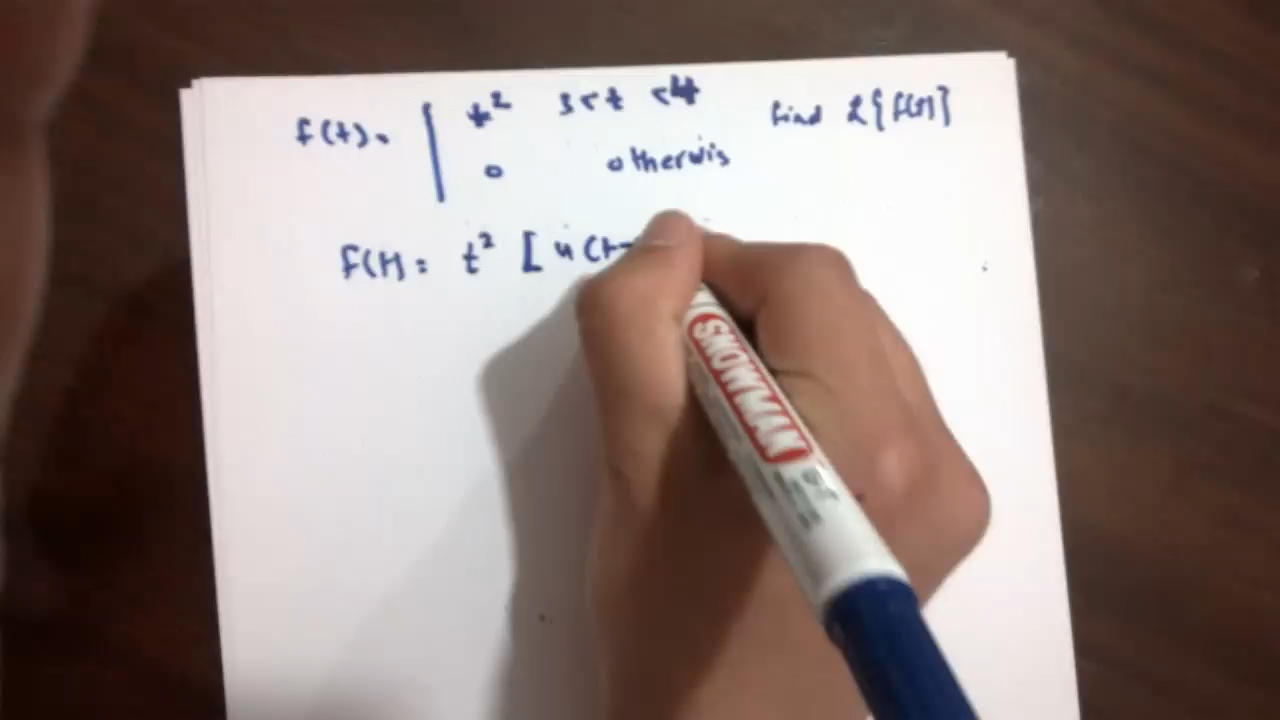 f(t) = t² 3<t<4 find L{f(t)}
0 otherwis
f(t) = t² [u(t-
SNOWMAN